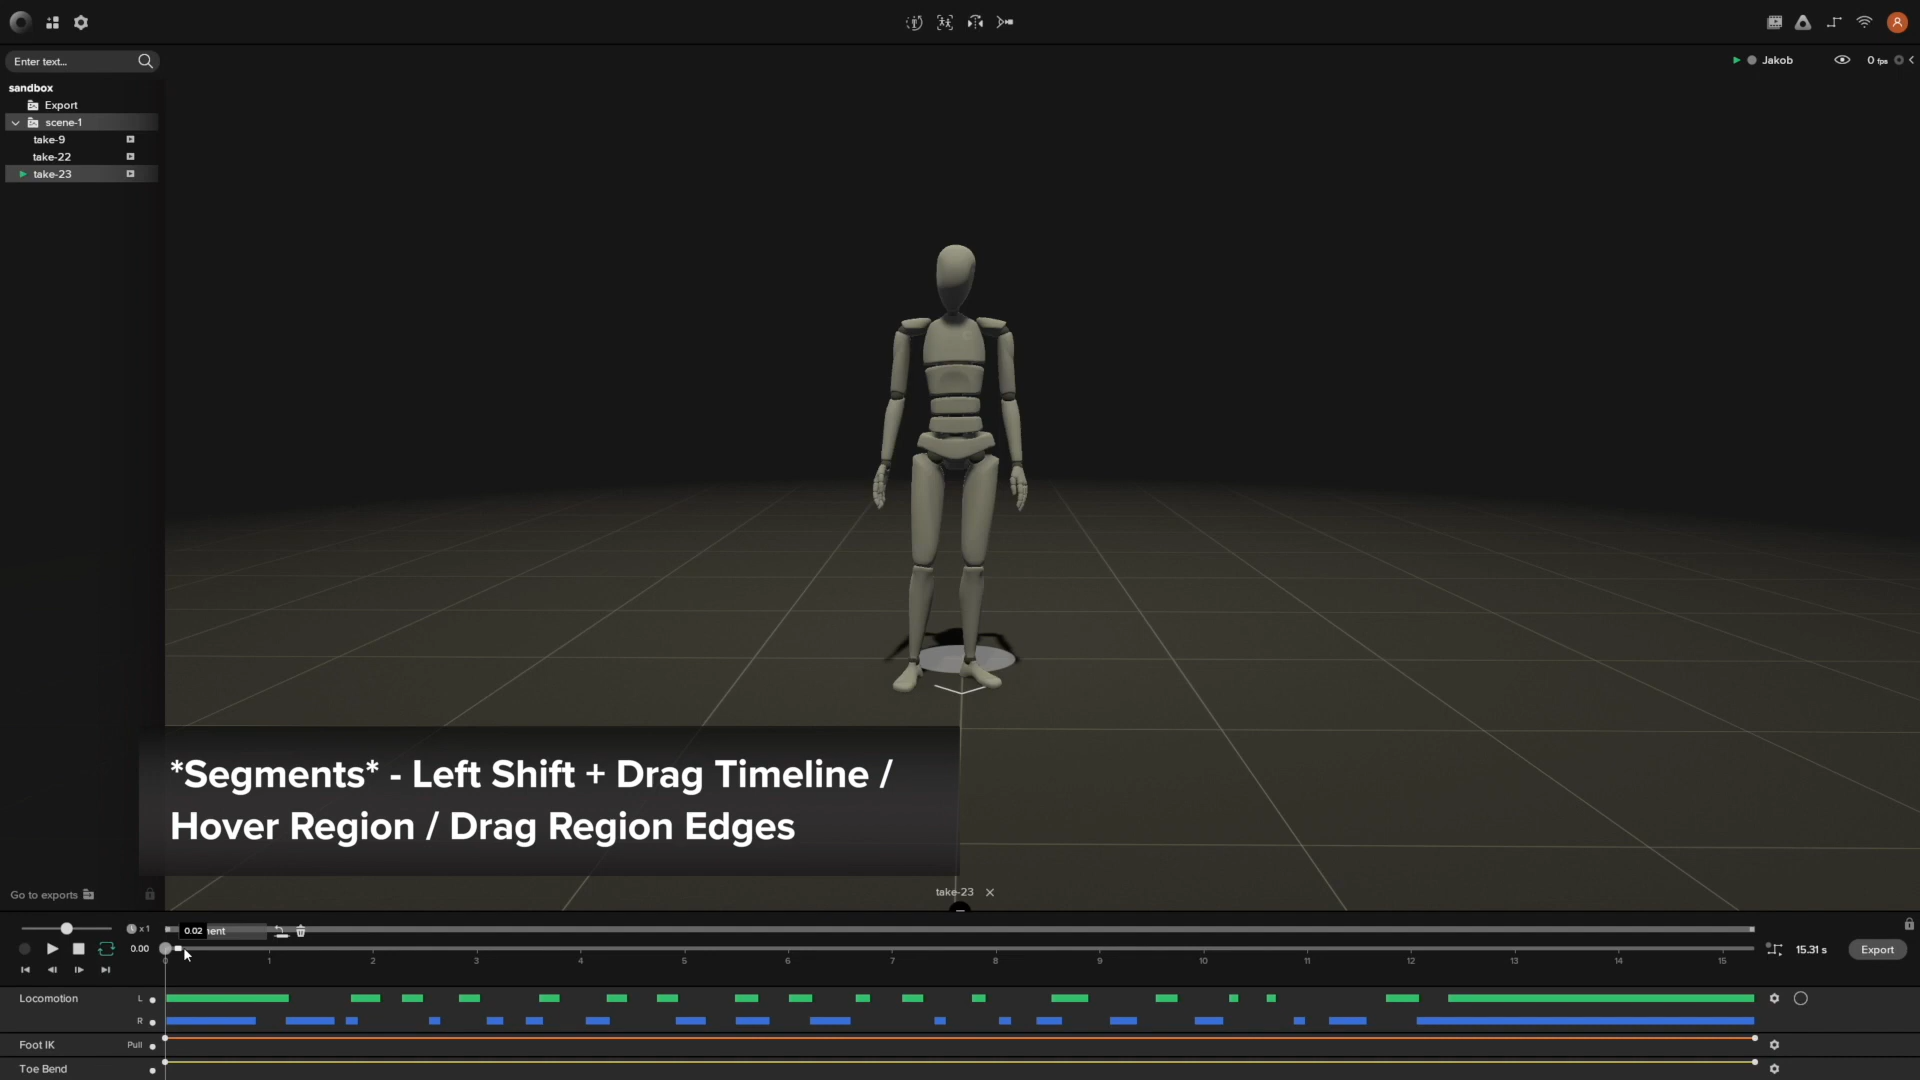 Enter text...
Jakob
0 fps
sandbox
Export
scene-1
take-9
take-22
take-23
*Segments* - Left Shift + Drag Timeline /
Hover Region / Drag Region Edges
Go to exports
take-23
x 1
0.02
0.00
0 1 2 3 4 5 6 7 8 9 10 11 12 13 14 15
15.31 s
Export
Locomotion L
R
Foot IK Pull
Toe Bend